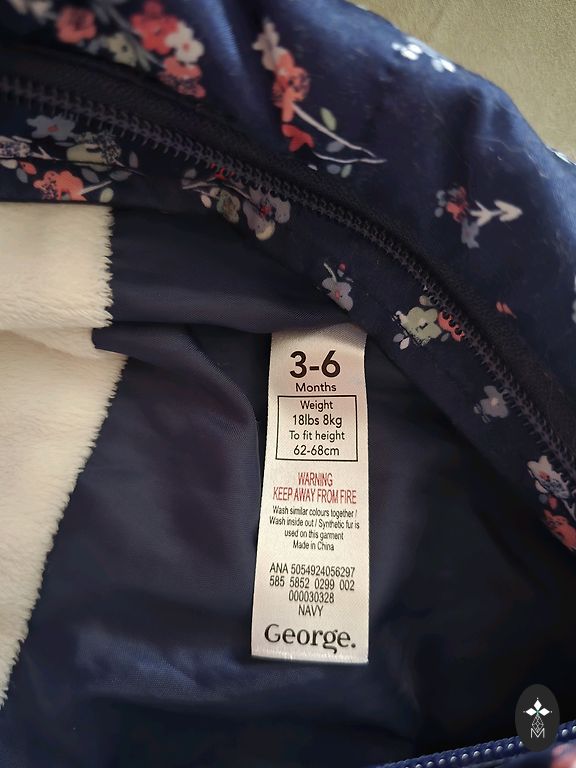 3-6
Months
Weight
18lbs 8kg
To fit height
62-68cm
WARNING
KEEP AWAY FROM FIRE
Wash similar colours together /
Wash inside out / Synthetic fur is
used on this garment
Made in China
ANA 5054924056297
585 5852 0299 002
000030328
NAVY
George.
M